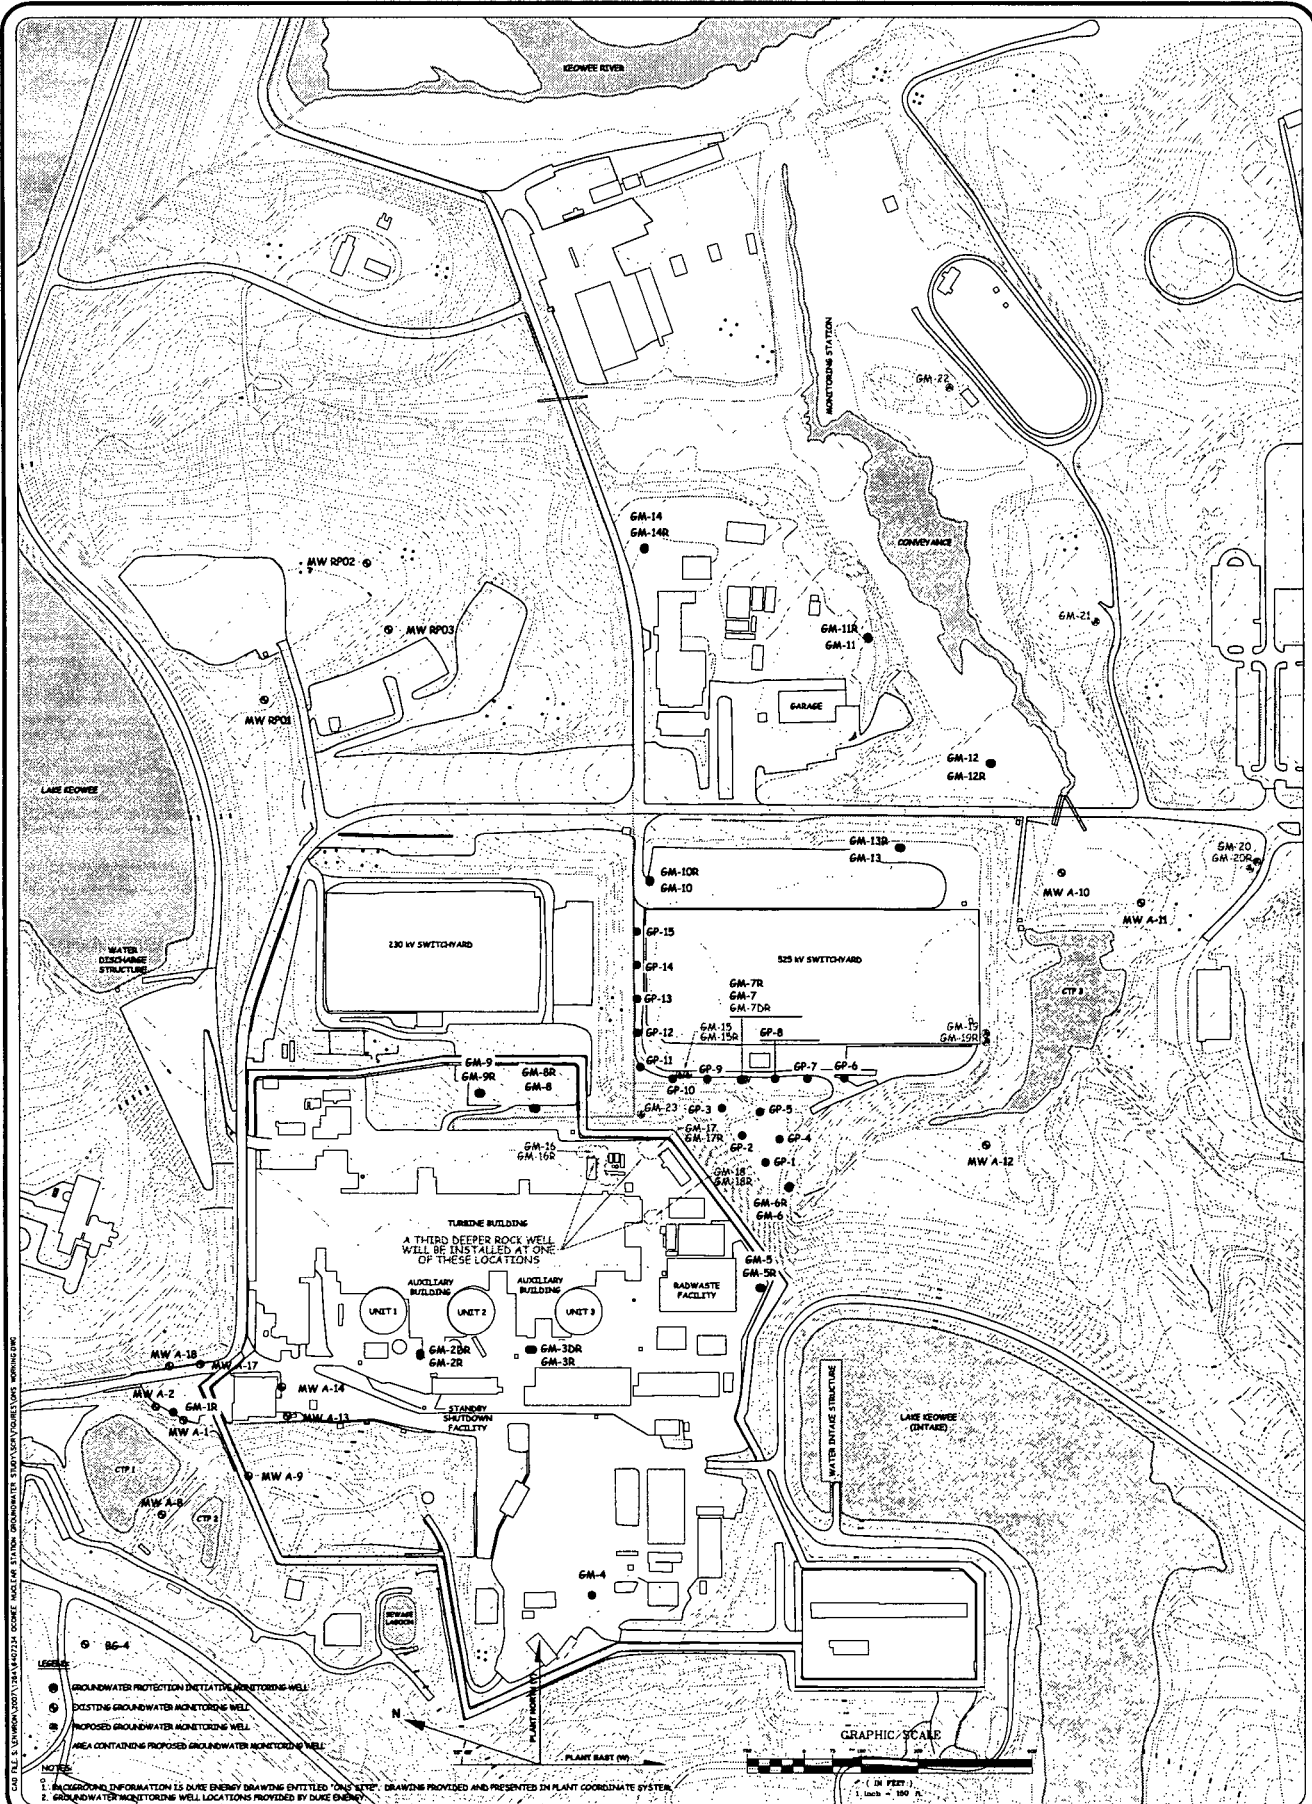 KEOWEE RIVER
MONITORING STATION
GM-22
GM-14
GM-14R
CONVEYANCE
MW RP02
MW RP03
GM-11R
GM-11
GM-21
MW RP01
GARAGE
GM-12
GM-12R
LAKE KEOWEE
GM-13R
GM-13
GM-20
GM-20R
GM-10R
GM-10
MW A-10
MW A-11
GP-15
230 KV SWITCHYARD
525 KV SWITCHYARD
WATER
DISCHARGE
STRUCTURE
GP-14
GM-7R
GM-7
GM-7DR
CTP 3
GP-13
GP-12
GM-15
GM-15R
GP-8
GM-19
GM-19R
GM-9
GM-9R
GM-8R
GM-8
GP-11
GP-10
GP-9
GP-7
GP-6
GM-23
GP-3
GP-5
GM-17
GM-17R
GP-2
GP-4
GM-16
GM-16R
GP-1
MW A-12
GM-18
GM-18R
GM-6R
GM-6
TURBINE BUILDING
A THIRD DEEPER ROCK WELL
WILL BE INSTALLED AT ONE
OF THESE LOCATIONS
GM-5
GM-5R
AUXILIARY
BUILDING
AUXILIARY
BUILDING
RADWASTE
FACILITY
UNIT 1
UNIT 2
UNIT 3
GM-2DR
GM-2R
GM-3DR
GM-3R
MW A-18
MW A-17
MW A-14
MW A-2
GM-1R
MW A-13
MW A-1
STANDBY
SHUTDOWN
FACILITY
WATER INTAKE STRUCTURE
LAKE KEOWEE
(INTAKE)
CTP 1
MW A-9
MW A-8
CTP 2
GM-4
SEWAGE
LAGOON
BG-4
LEGEND:
GROUNDWATER PROTECTION INITIATIVE MONITORING WELL
EXISTING GROUNDWATER MONITORING WELL
PROPOSED GROUNDWATER MONITORING WELL
AREA CONTAINING PROPOSED GROUNDWATER MONITORING WELL
N
PLANT EAST (W)
GRAPHIC SCALE
( IN FEET )
NOTES:
1. BACKGROUND INFORMATION IS DUKE ENERGY DRAWING ENTITLED "ONS SITE". DRAWING PROVIDED AND PRESENTED IN PLANT COORDINATE SYSTEM.
2. GROUNDWATER MONITORING WELL LOCATIONS PROVIDED BY DUKE ENERGY.